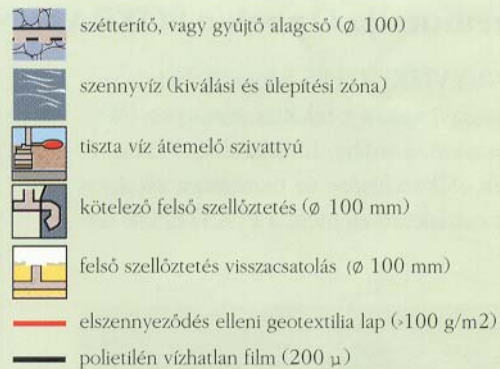 szétterítő, vagy gyűjtő alagcső (ø 100)
szennyvíz (kiválási és ülepítési zóna)
tiszta víz átemelő szivattyú
kötelező felső szellőztetés (ø 100 mm)
felső szellőztetés visszacsatolás (ø 100 mm)
elszennyeződés elleni geotextilia lap (>100 g/m2)
polietilén vízhatlan film (200 µ)